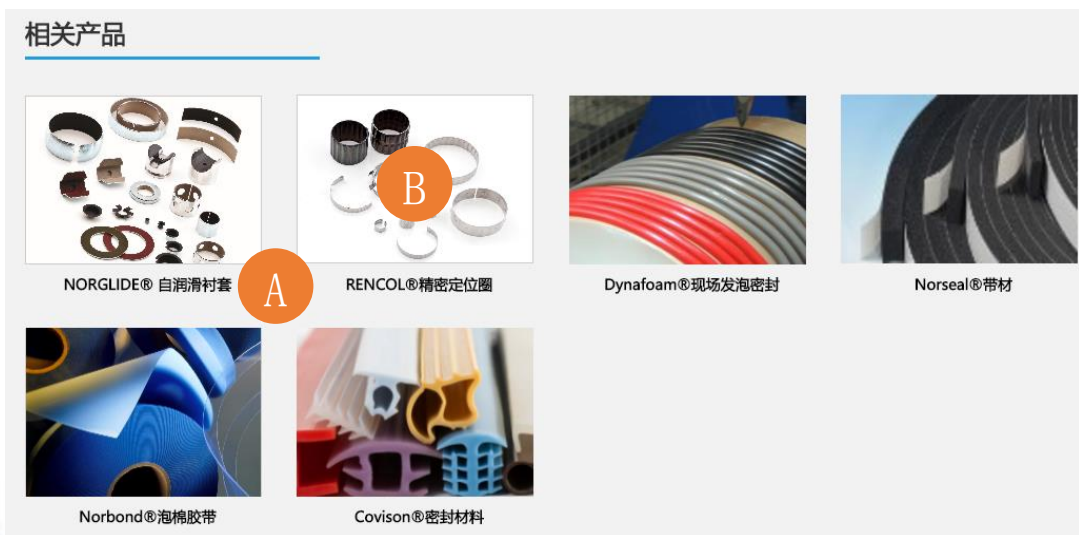 相关产品
B
NORGLIDE® 自润滑衬套
A
RENCOL®精密定位圈
Dynafoam®现场发泡密封
Norseal®带材
Norbond®泡棉胶带
Covison®密封材料